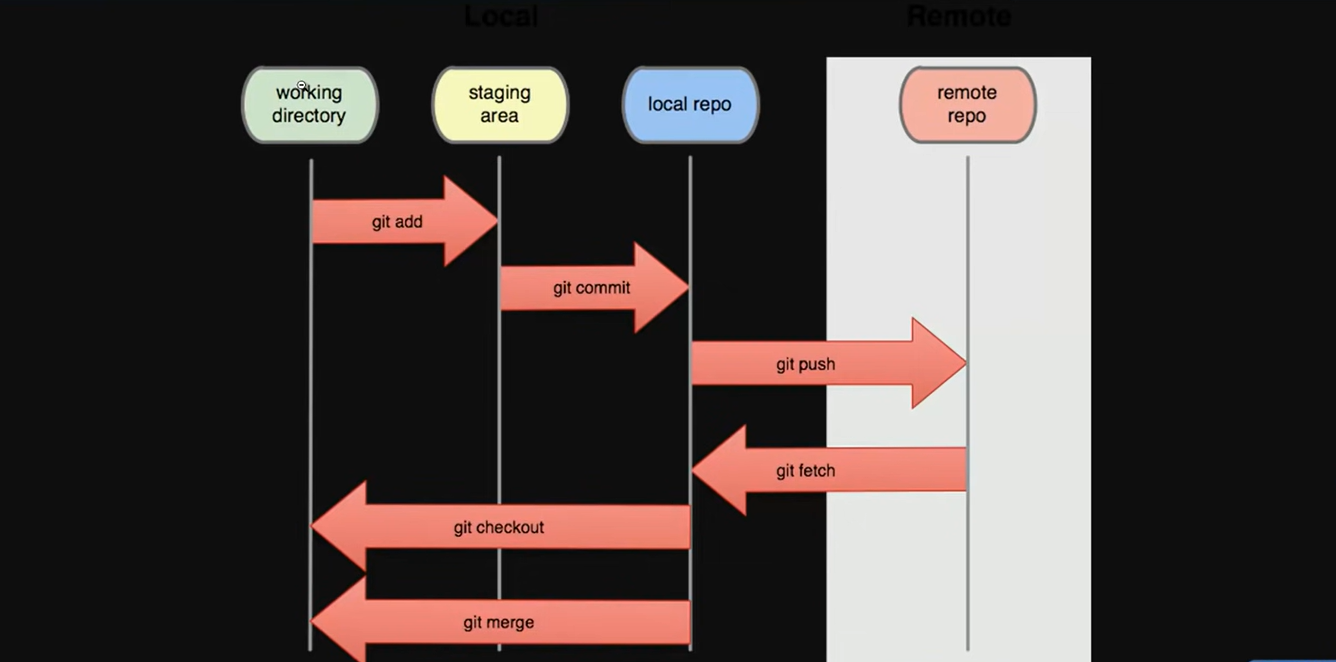 Local
Remote
working
directory
staging
area
local repo
remote
repo
git add
git commit
git push
git fetch
git checkout
git merge